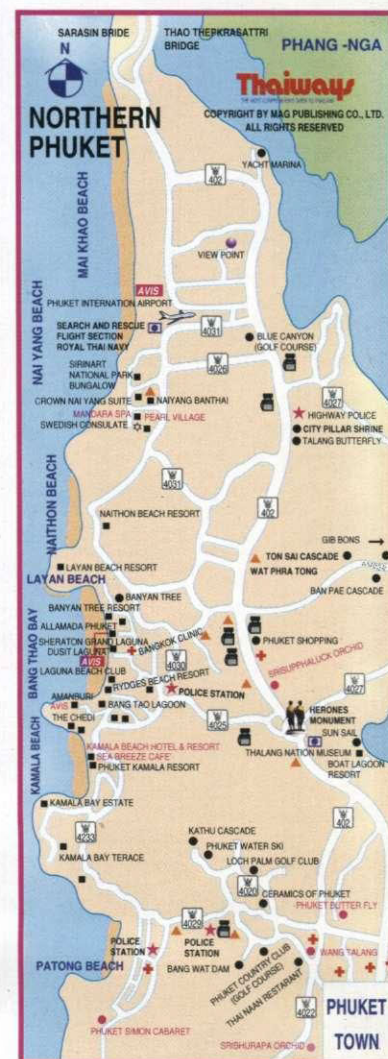 SARASIN BRIDE
THAO THEPKRASATTRI
BRIDGE
PHANG -NGA
N
Thaiways
COPYRIGHT BY MAG PUBLISHING CO., LTD.
ALL RIGHTS RESERVED
NORTHERN
PHUKET
YACHT MARINA
402
MAI KHAO BEACH
VIEW POINT
AVIS
PHUKET INTERNATION AIRPORT
NAI YANG BEACH
SEARCH AND RESCUE
FLIGHT SECTION
ROYAL THAI NAVY
4031
BLUE CANYON
(GOLF COURSE)
4026
SIRINART
NATIONAL PARK
BUNGALOW
4027
CROWN NAI YANG SUITE
NAIYANG BANTHAI
MANDARA SPA
PEARL VILLAGE
SWEDISH CONSULATE
HIGHWAY POLICE
CITY PILLAR SHRINE
TALANG BUTTERFLY
4031
402
NAITHON BEACH
NAITHON BEACH RESORT
GIB BONS
TON SAI CASCADE
WAT PHRA TONG
LAYAN BEACH RESORT
LAYAN BEACH
BAN PAE CASCADE
BANYAN TREE
BANYAN TREE RESORT
ALLAMADA PHUKET
SHERATON GRAND LAGUNA
DUSIT LAGUNA
BANGKOK CLINIC
PHUKET SHOPPING
BANG THAO BAY
AVIS
LAGUNA BEACH CLUB
4030
SRISUPPHALUCK ORCHID
RYDGES BEACH RESORT
POLICE STATION
4027
AMANBURI
AVIS
BANG TAO LAGOON
4025
HERONES
MONUMENT
THE CHEDI
SUN SAIL
KAMALA BEACH
KAMALA BEACH HOTEL & RESORT
SEA BREEZE CAFE'
PHUKET KAMALA RESORT
THALANG NATION MUSEUM
BOAT LAGOON
RESORT
KAMALA BAY ESTATE
402
4233
KATHU CASCADE
PHUKET WATER SKI
KAMALA BAY TERACE
LOCH PALM GOLF CLUB
4020
CERAMICS OF PHUKET
PHUKET BUTTER FLY
4029
POLICE
STATION
POLICE
STATION
WANG TALANG
PATONG BEACH
BANG WAT DAM
PHUKET COUNTRY CLUB
(GOLF COURSE)
THAI NAAN RESTARANT
PHUKET
TOWN
4022
PHUKET SIMON CABARET
SRISHURAPA ORCHID